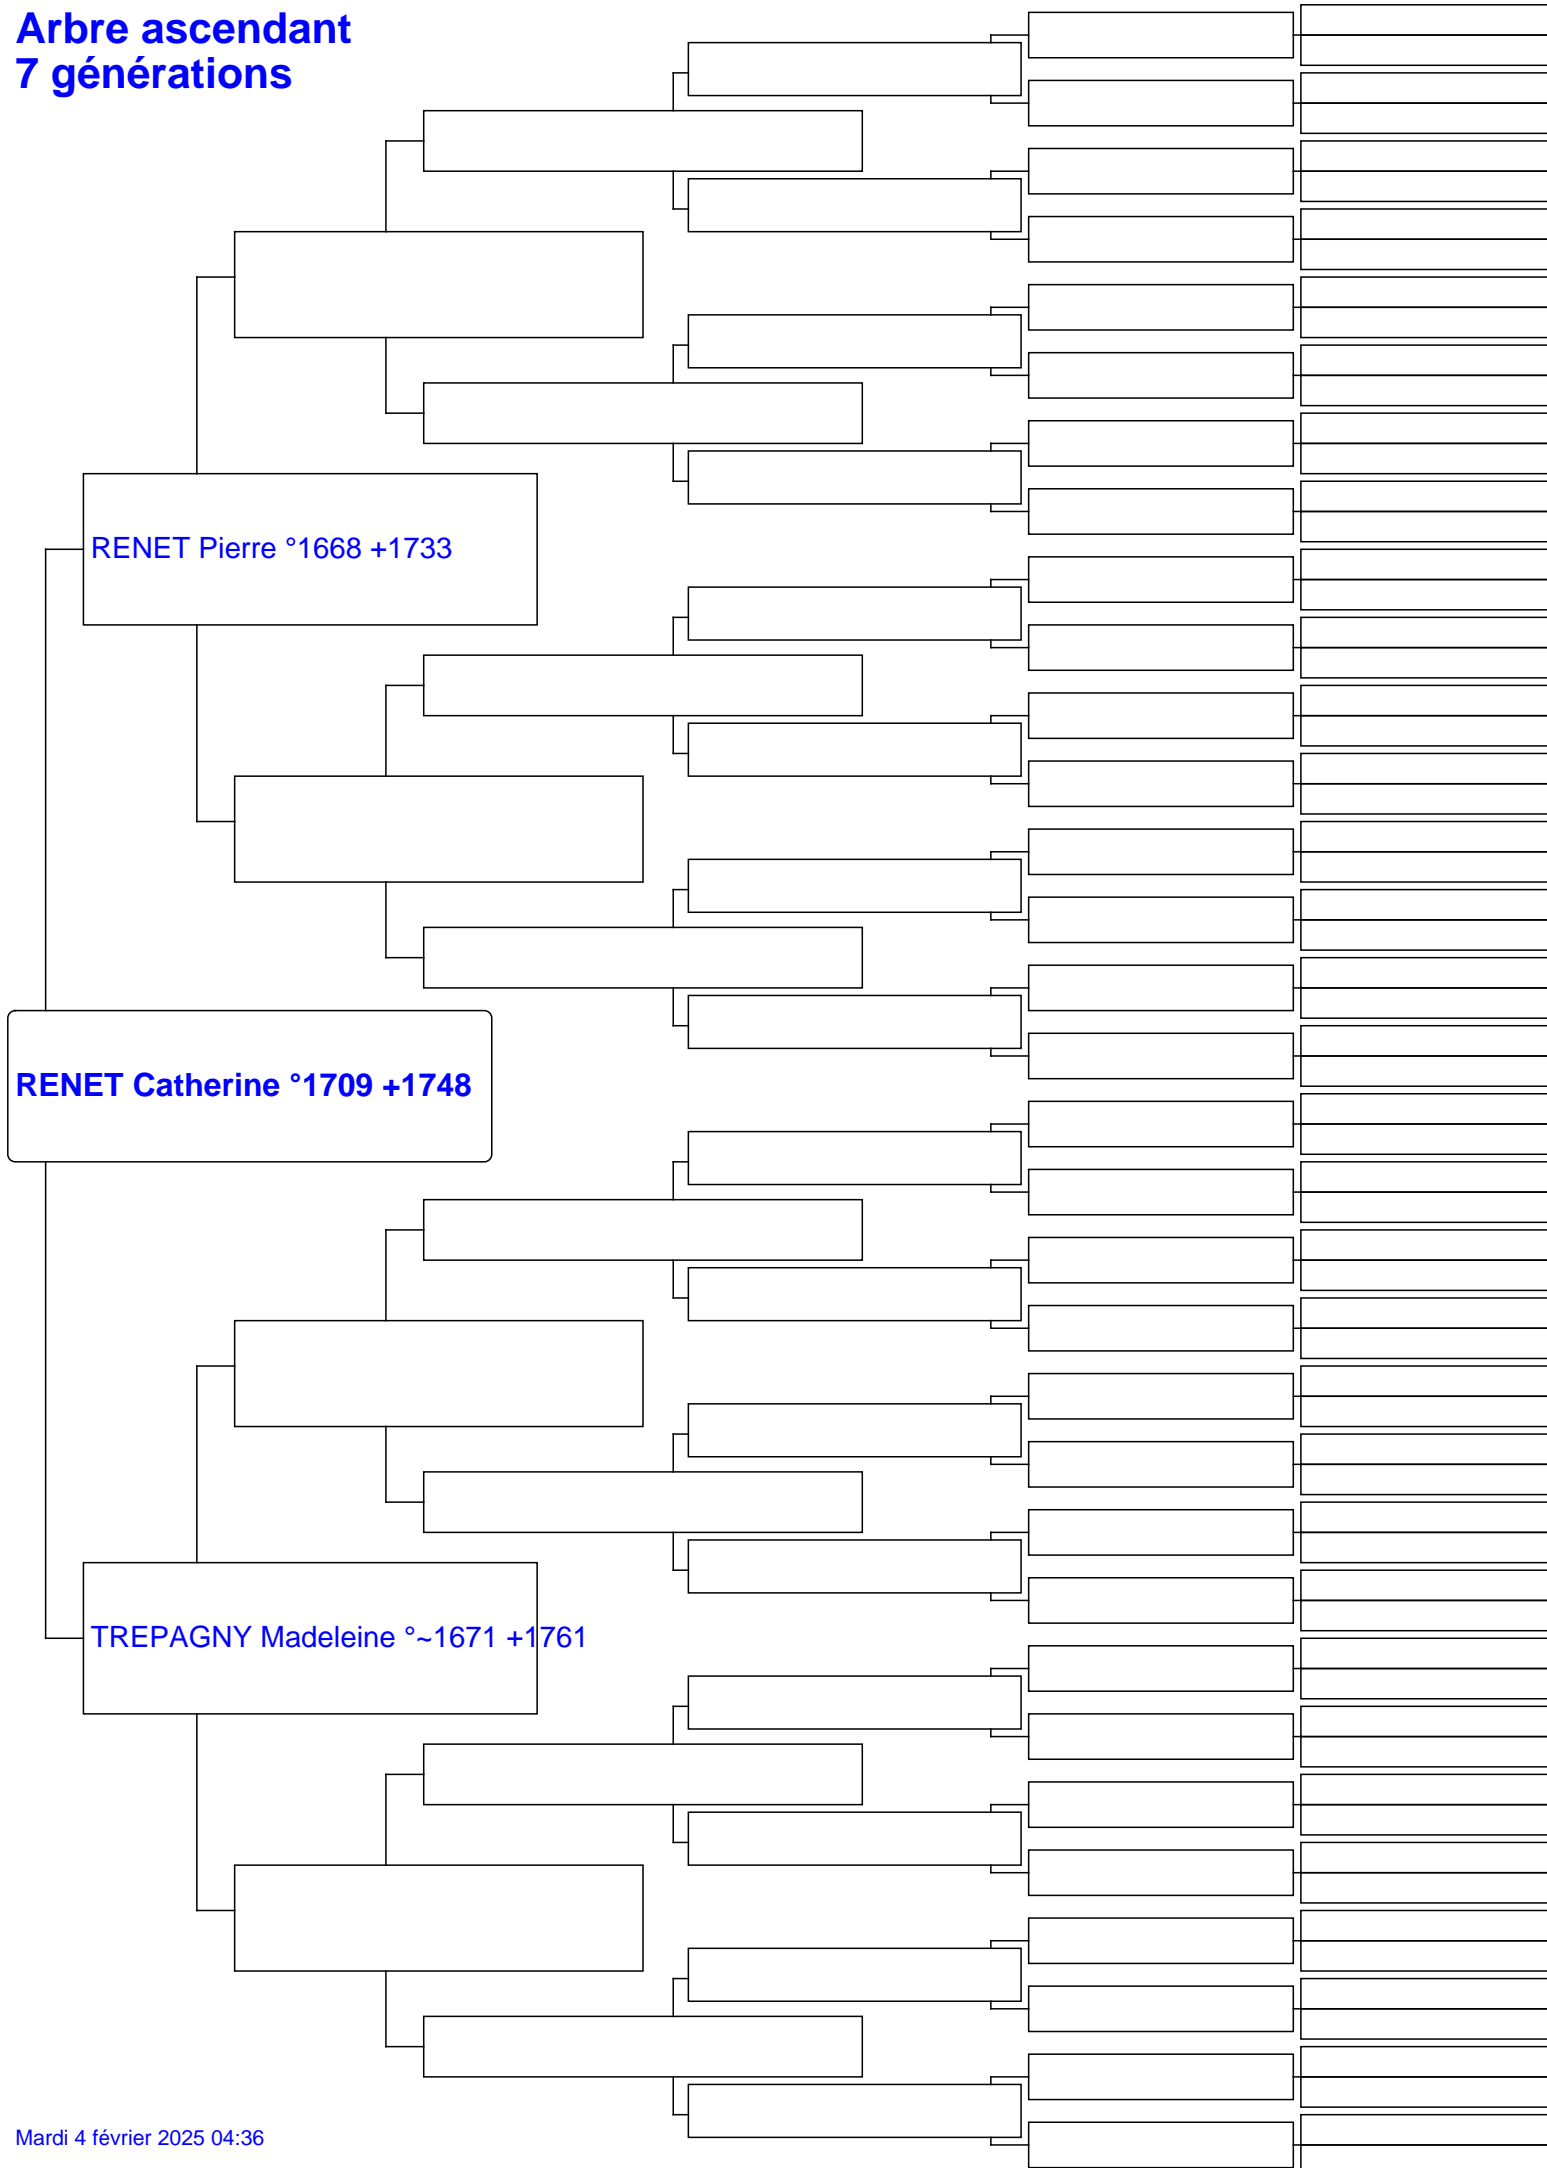 Arbre ascendant
7 générations
RENET Pierre °1668 +1733
RENET Catherine °1709 +1748
TREPAGNY Madeleine °~1671 +1761
Mardi 4 février 2025 04:36